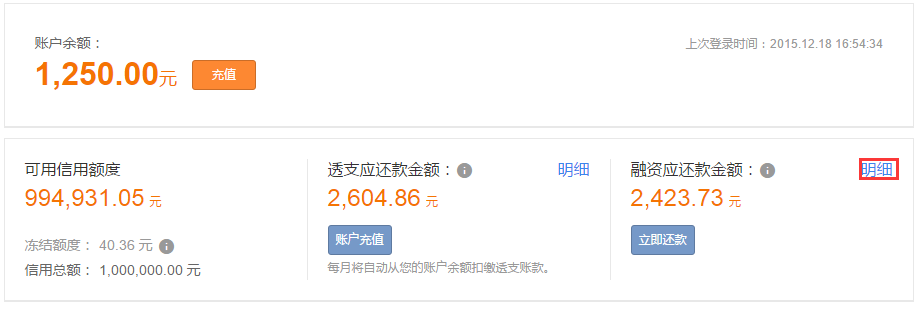 账户余额：
上次登录时间：2015.12.18 16:54:34
1,250.00元
充值
可用信用额度
994,931.05 元
冻结额度： 40.36 元
信用总额： 1,000,000.00 元
透支应还款金额：
明细
2,604.86 元
账户充值
每月将自动从您的账户余额扣缴透支账款。
融资应还款金额：
明细
2,423.73 元
立即还款